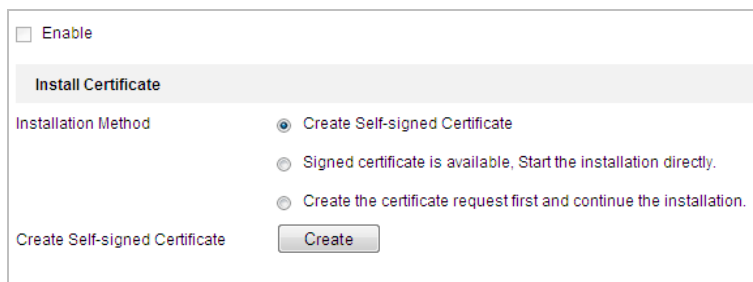 Enable
Install Certificate
Installation Method
Create Self-signed Certificate
Signed certificate is available, Start the installation directly.
Create the certificate request first and continue the installation.
Create Self-signed Certificate
Create